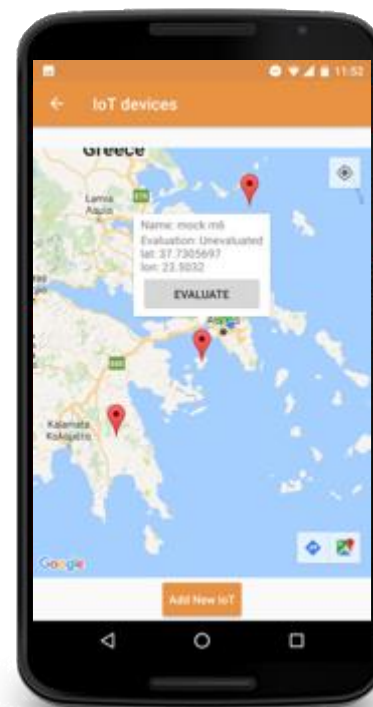 11:52
IoT devices
Greece
Lamia
Λαμία
Name: mock m6
Evaluation: Unevaluated
lat: 37.7305697
lon: 23.5032
EVALUATE
Kalamata
Καλαμάτα
Google
Add New IoT